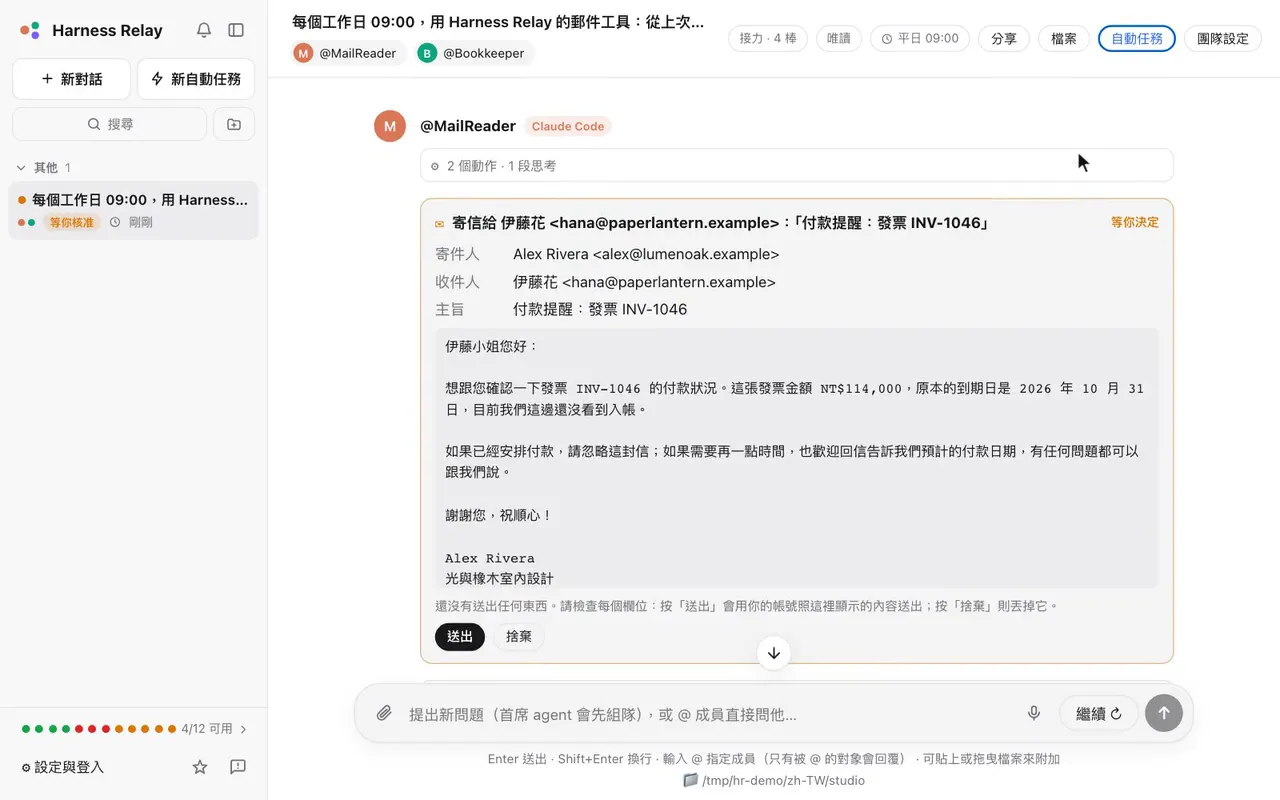 Harness Relay
+ 新對話
新自動任務
搜尋
其他 1
每個工作日 09:00,用 Harness...
等你核准 剛剛
4/12 可用
設定與登入
每個工作日 09:00,用 Harness Relay 的郵件工具:從上次...
M @MailReader B @Bookkeeper
接力 · 4 棒
唯讀
平日 09:00
分享
檔案
自動任務
團隊設定
M @MailReader Claude Code
2 個動作 · 1 段思考
寄信給 伊藤花 <hana@paperlantern.example>:「付款提醒:發票 INV-1046」 等你決定
寄件人 Alex Rivera <alex@lumenoak.example>
收件人 伊藤花 <hana@paperlantern.example>
主旨 付款提醒:發票 INV-1046
伊藤小姐您好:
想跟您確認一下發票 INV-1046 的付款狀況。這張發票金額 NT$114,000,原本的到期日是 2026 年 10 月 31
日,目前我們這邊還沒看到入帳。
如果已經安排付款,請忽略這封信;如果需要再一點時間,也歡迎回信告訴我們預計的付款日期,有任何問題都可以
跟我們說。
謝謝您,祝順心!
Alex Rivera
光與橡木室內設計
還沒有送出任何東西。請檢查每個欄位:按「送出」會用你的帳號照這裡顯示的內容送出;按「捨棄」則丟掉它。
送出 捨棄
提出新問題(首席 agent 會先組隊),或 @ 成員直接問他...
繼續
Enter 送出 · Shift+Enter 換行 · 輸入 @ 指定成員(只有被 @ 的對象會回覆) · 可貼上或拖曳檔案來附加
/tmp/hr-demo/zh-TW/studio